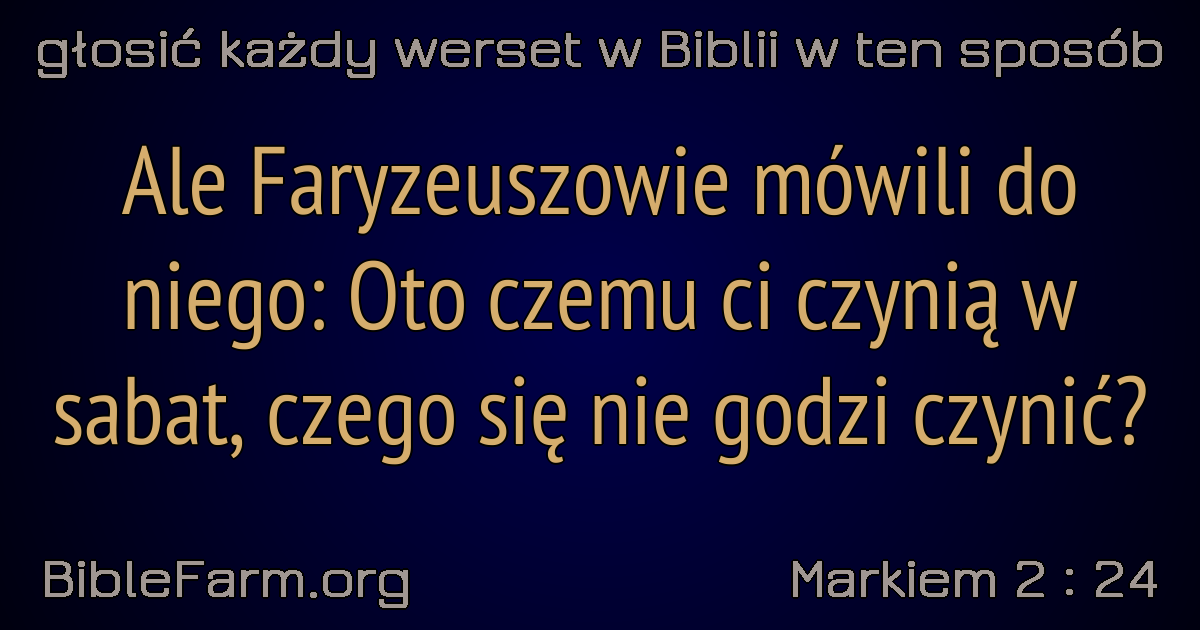 głosić każdy werset w Biblii w ten sposób
Ale Faryzeuszowie mówili do
niego: Oto czemu ci czynią w
sabat, czego się nie godzi czynić?
BibleFarm.org
Markiem 2 : 24